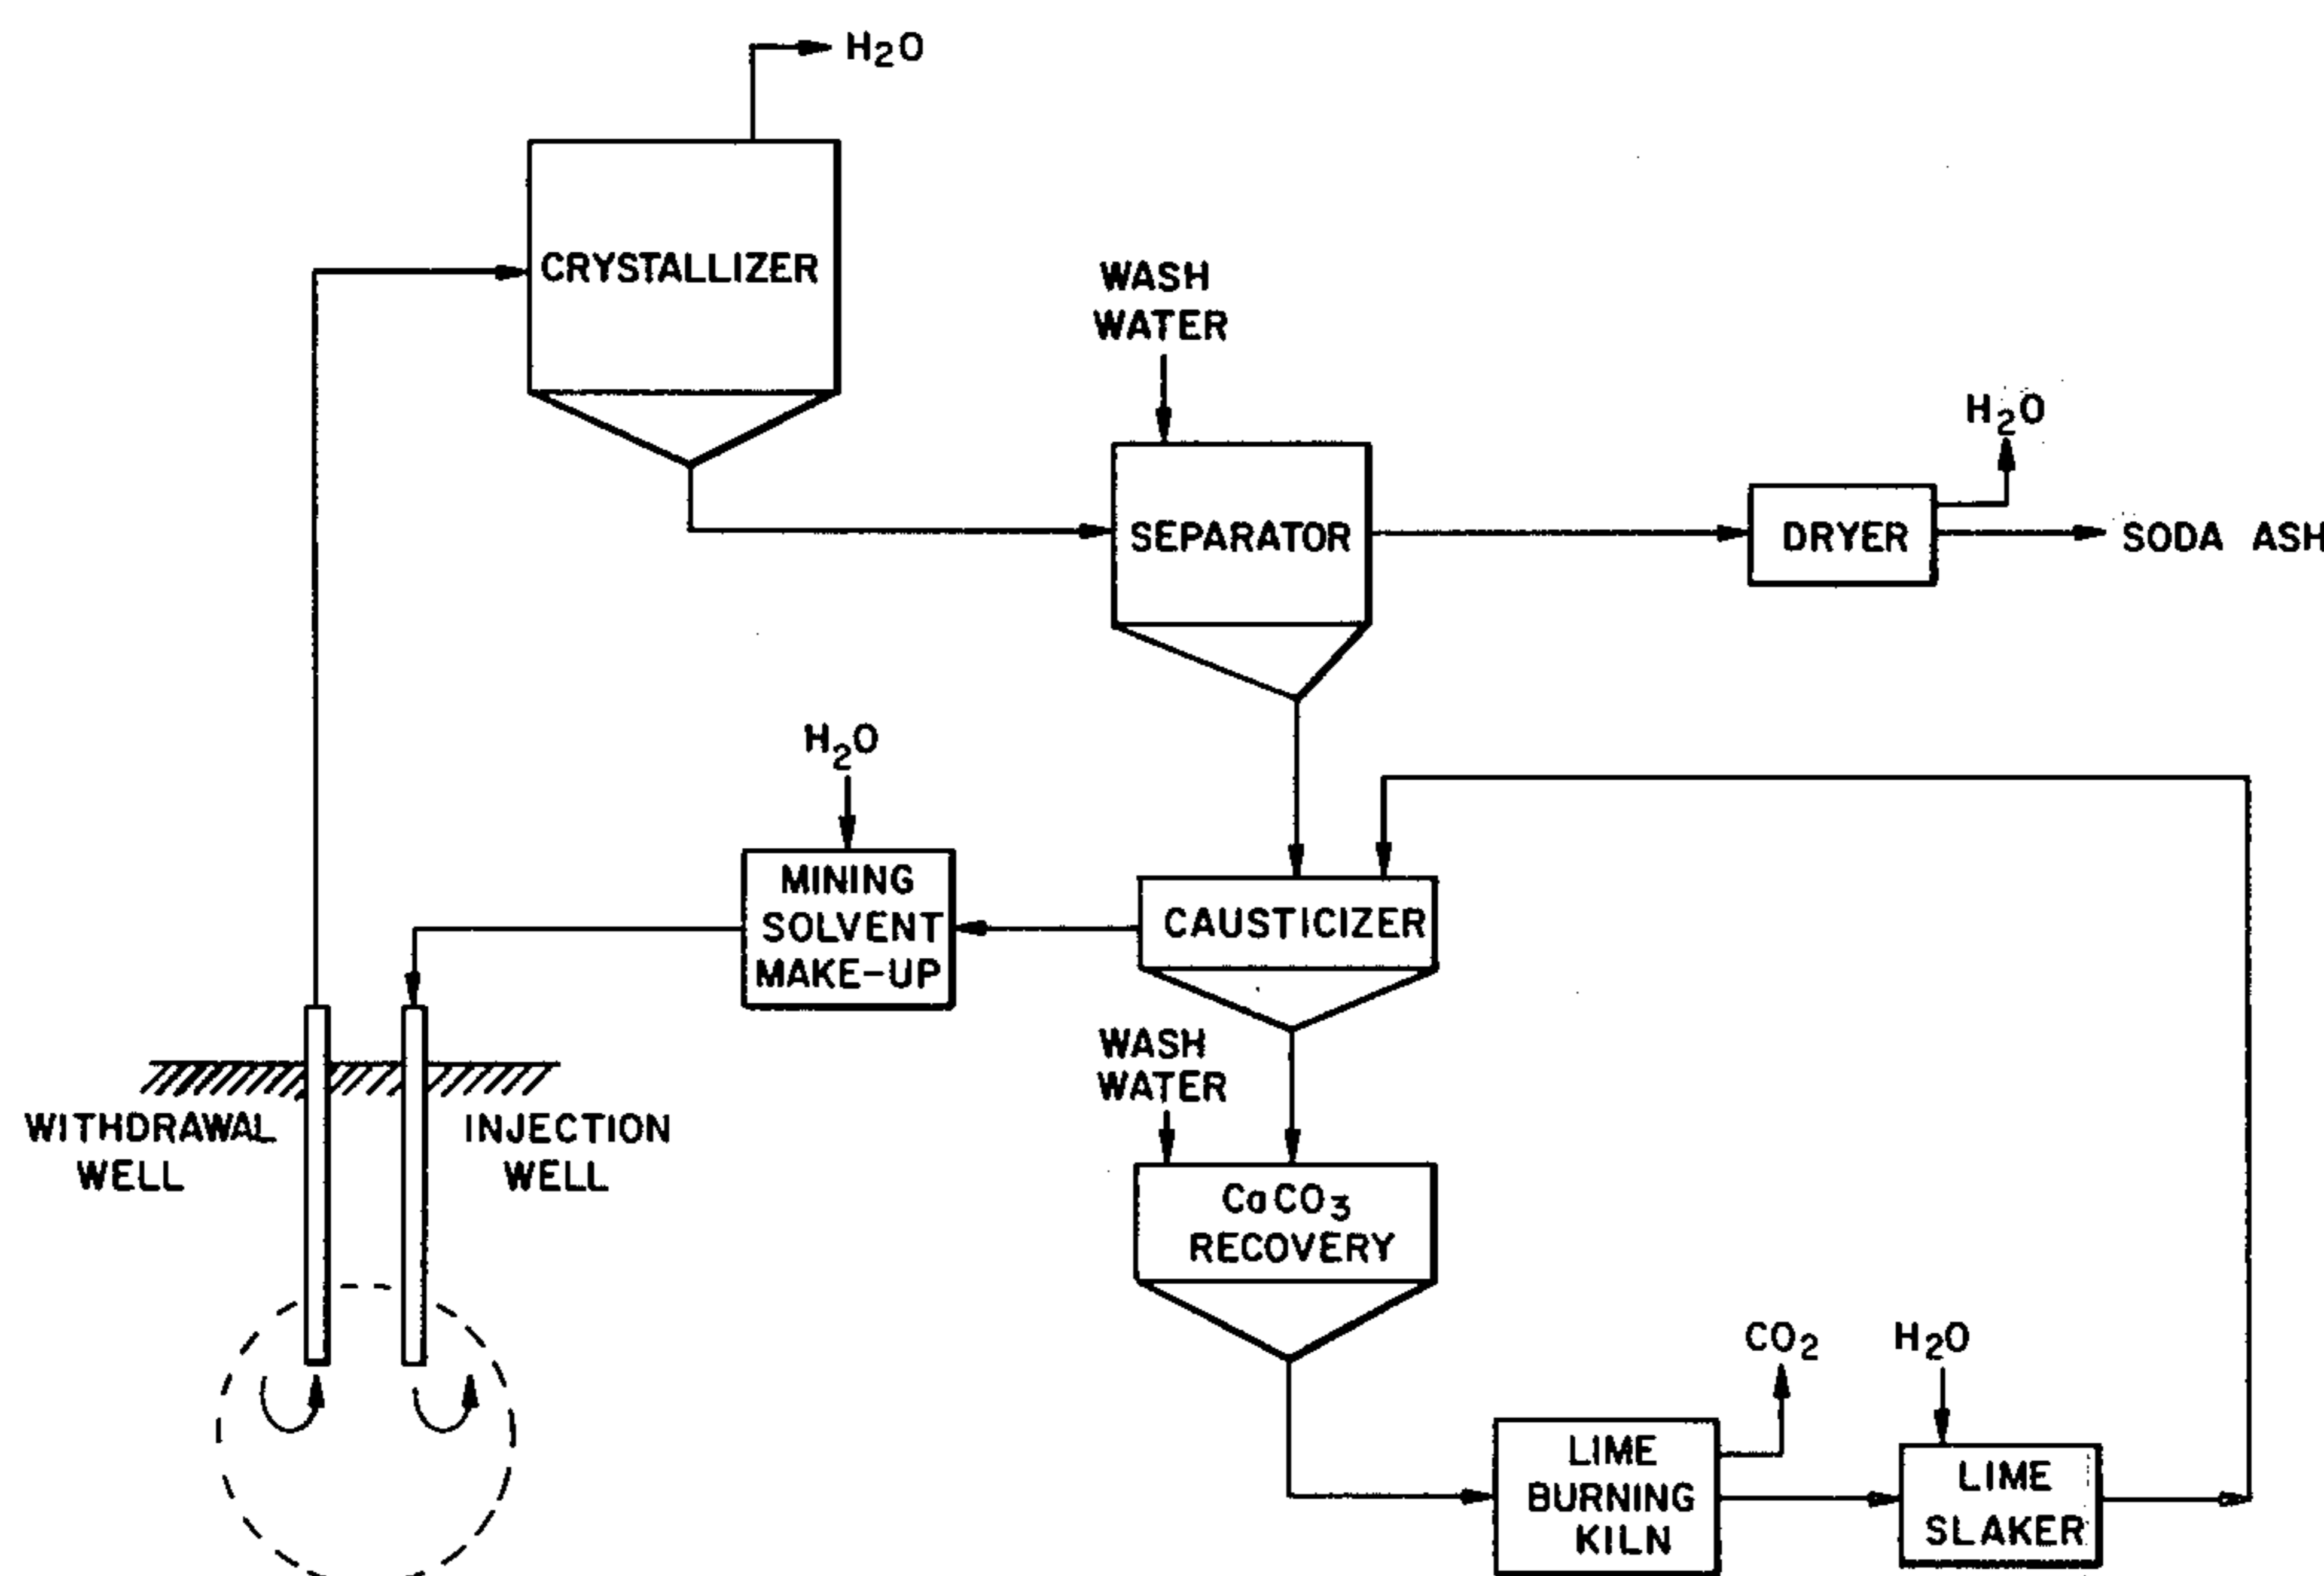 H2O
CRYSTALLIZER
WASH
WATER
H2O
SEPARATOR
DRYER
SODA ASH
H2O
MINING
SOLVENT
MAKE-UP
CAUSTICIZER
WASH
WATER
WITHDRAWAL
WELL
INJECTION
WELL
CaCO3
RECOVERY
CO2
H2O
LIME
BURNING
KILN
LIME
SLAKER